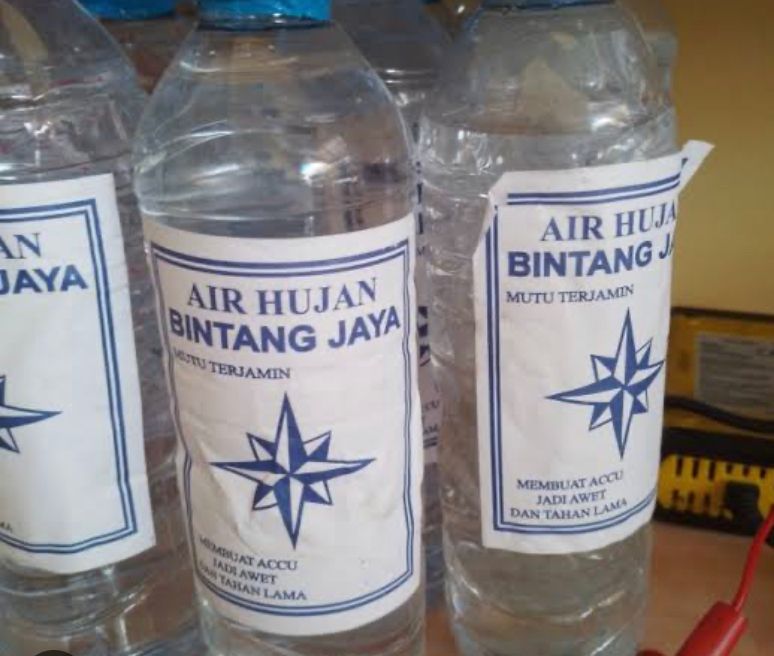 AN
JAYA
AIR HUJAN
BINTANG JAYA
MUTU TERJAMIN
MEMBUAT ACCU
JADI AWET
DAN TAHAN LAMA
AIR HUJA
BINTANG JA
MUTU TERJAMIN
MEMBUAT ACCU
JADI AWET
DAN TAHAN LAMA